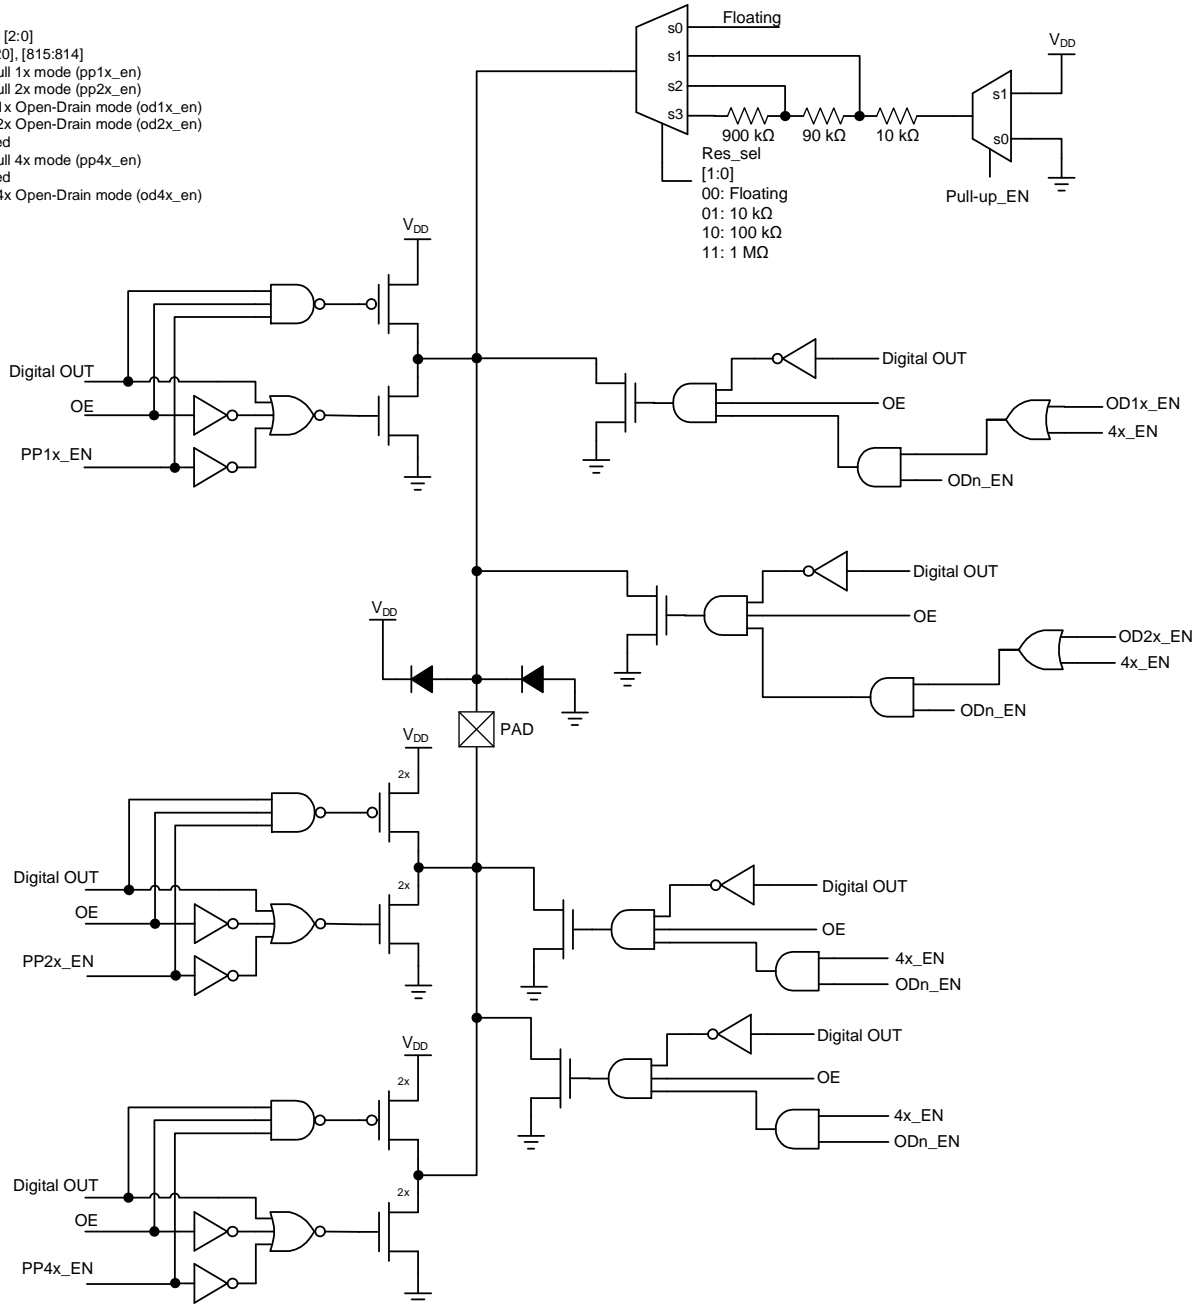 [2:0]
20], [815:814]
ull 1x mode (pp1x_en)
ull 2x mode (pp2x_en)
1x Open-Drain mode (od1x_en)
2x Open-Drain mode (od2x_en)
ed
ull 4x mode (pp4x_en)
ed
4x Open-Drain mode (od4x_en)
Floating
s0
s1
s2
s3
900 kΩ
90 kΩ
10 kΩ
VDD
s1
s0
Pull-up_EN
Res_sel
[1:0]
00: Floating
01: 10 kΩ
10: 100 kΩ
11: 1 MΩ
VDD
Digital OUT
OE
PP1x_EN
Digital OUT
OE
OD1x_EN
4x_EN
ODn_EN
Digital OUT
OE
OD2x_EN
4x_EN
ODn_EN
VDD
PAD
VDD
2x
2x
Digital OUT
OE
PP2x_EN
Digital OUT
OE
4x_EN
ODn_EN
VDD
2x
2x
Digital OUT
OE
PP4x_EN
Digital OUT
OE
4x_EN
ODn_EN